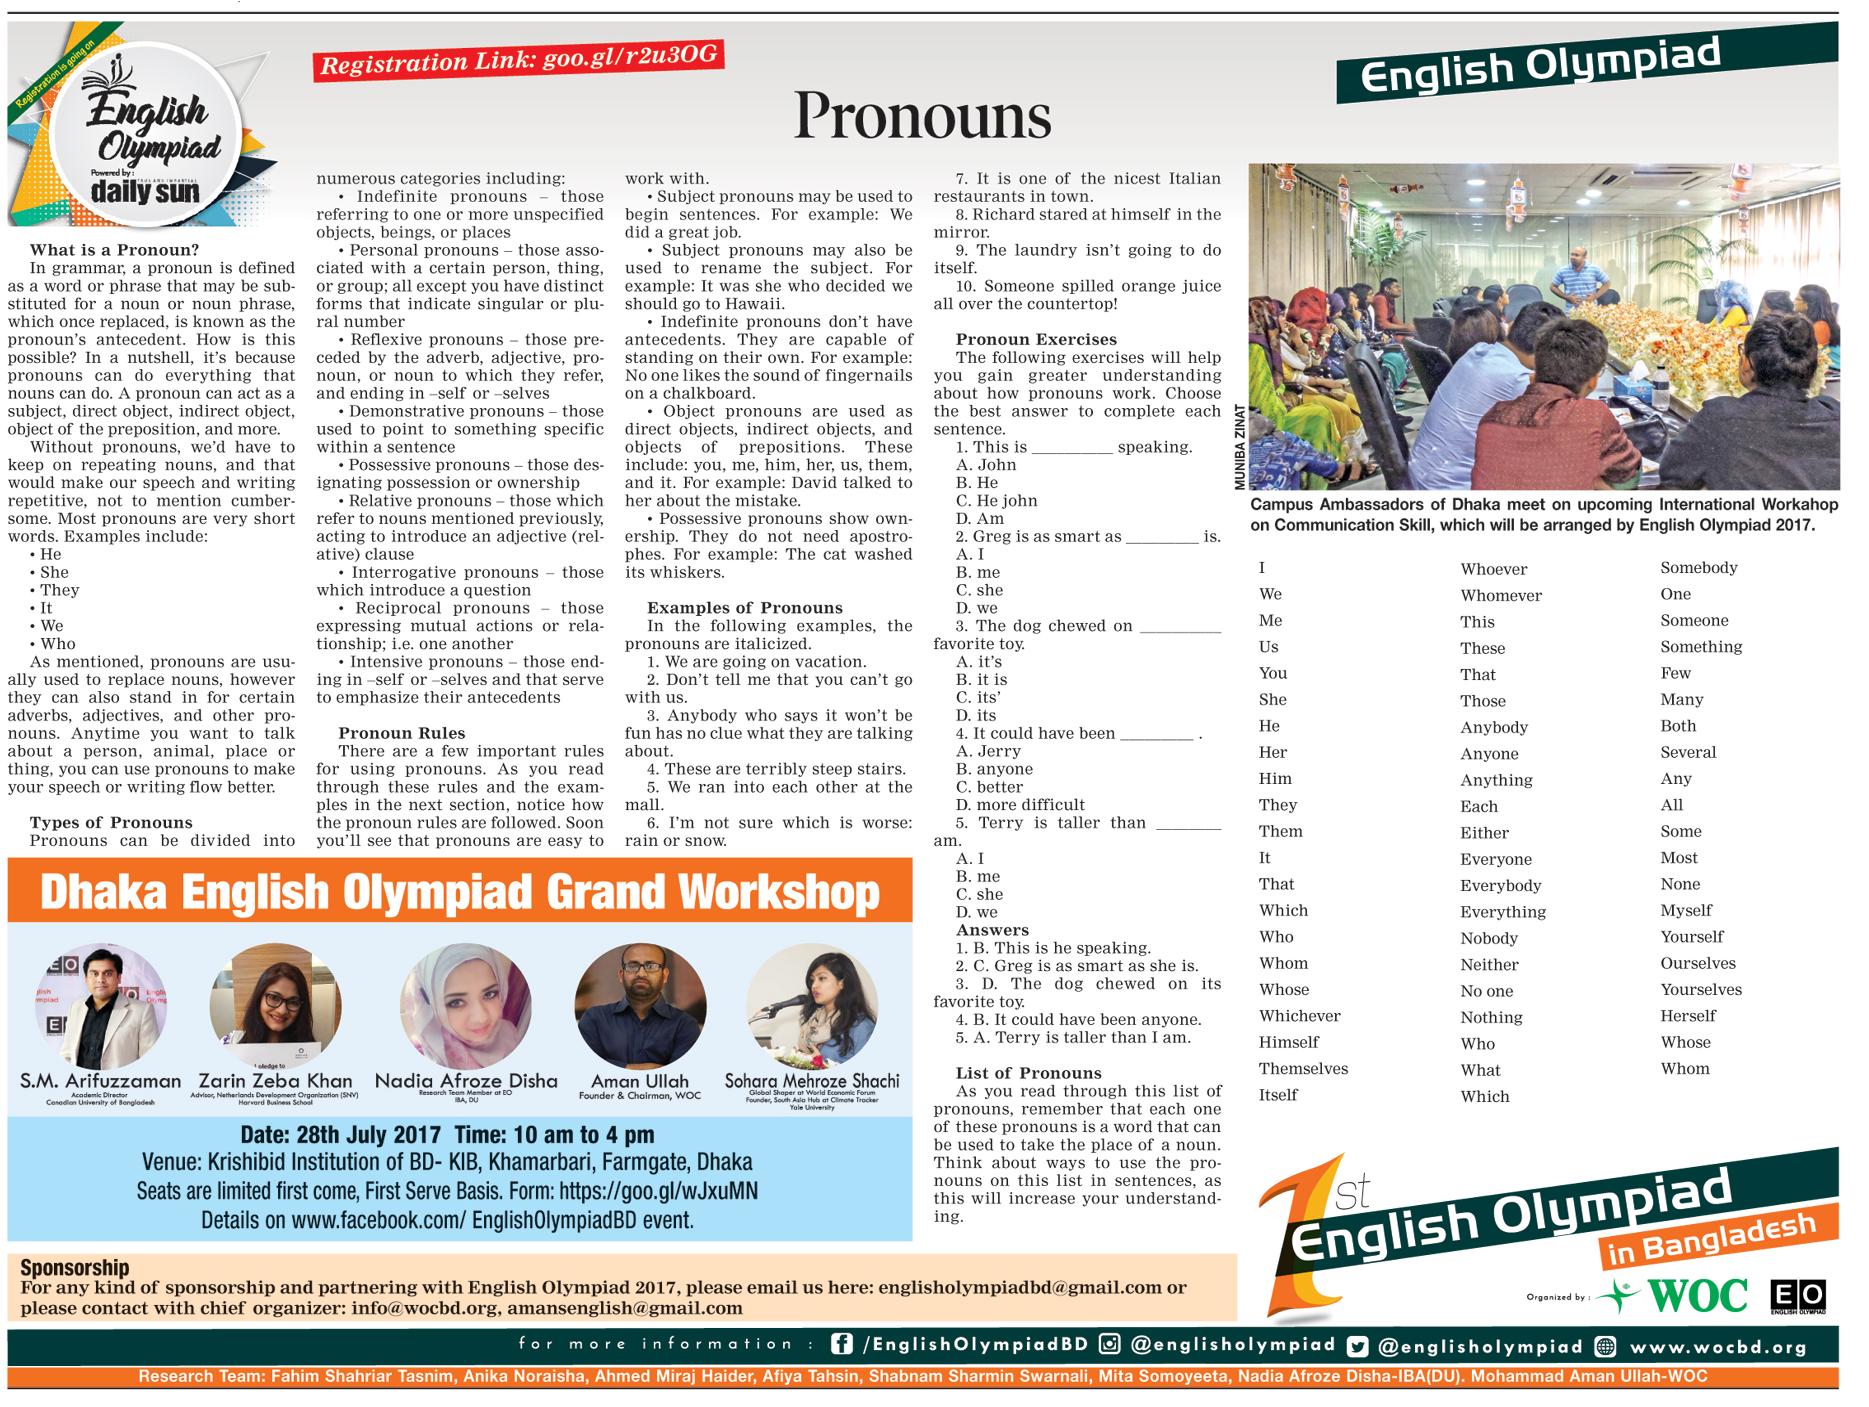 Registration is going on
English
Olympiad
Powered by :
daily sun
Registration Link: goo.gl/r2u3OG
English Olympiad
Pronouns
What is a Pronoun?
In grammar, a pronoun is defined
as a word or phrase that may be sub-
stituted for a noun or noun phrase,
which once replaced, is known as the
pronoun's antecedent. How is this
possible? In a nutshell, it's because
pronouns can do everything that
nouns can do. A pronoun can act as a
subject, direct object, indirect object,
object of the preposition, and more.
Without pronouns, we'd have to
keep on repeating nouns, and that
would make our speech and writing
repetitive, not to mention cumber-
some. Most pronouns are very short
words. Examples include:
• He
• She
• They
• It
• We
• Who
As mentioned, pronouns are usu-
ally used to replace nouns, however
they can also stand in for certain
adverbs, adjectives, and other pro-
nouns. Anytime you want to talk
about a person, animal, place or
thing, you can use pronouns to make
your speech or writing flow better.
Types of Pronouns
Pronouns can be divided into
numerous categories including:
• Indefinite pronouns – those
referring to one or more unspecified
objects, beings, or places
• Personal pronouns – those asso-
ciated with a certain person, thing,
or group; all except you have distinct
forms that indicate singular or plu-
ral number
• Reflexive pronouns – those pre-
ceded by the adverb, adjective, pro-
noun, or noun to which they refer,
and ending in –self or –selves
• Demonstrative pronouns – those
used to point to something specific
within a sentence
• Possessive pronouns – those des-
ignating possession or ownership
• Relative pronouns – those which
refer to nouns mentioned previously,
acting to introduce an adjective (rel-
ative) clause
• Interrogative pronouns – those
which introduce a question
• Reciprocal pronouns – those
expressing mutual actions or rela-
tionship; i.e. one another
• Intensive pronouns – those end-
ing in –self or –selves and that serve
to emphasize their antecedents
Pronoun Rules
There are a few important rules
for using pronouns. As you read
through these rules and the exam-
ples in the next section, notice how
the pronoun rules are followed. Soon
you'll see that pronouns are easy to
work with.
• Subject pronouns may be used to
begin sentences. For example: We
did a great job.
• Subject pronouns may also be
used to rename the subject. For
example: It was she who decided we
should go to Hawaii.
• Indefinite pronouns don't have
antecedents. They are capable of
standing on their own. For example:
No one likes the sound of fingernails
on a chalkboard.
• Object pronouns are used as
direct objects, indirect objects, and
objects of prepositions. These
include: you, me, him, her, us, them,
and it. For example: David talked to
her about the mistake.
• Possessive pronouns show own-
ership. They do not need apostro-
phes. For example: The cat washed
its whiskers.
Examples of Pronouns
In the following examples, the
pronouns are italicized.
1. We are going on vacation.
2. Don't tell me that you can't go
with us.
3. Anybody who says it won't be
fun has no clue what they are talking
about.
4. These are terribly steep stairs.
5. We ran into each other at the
mall.
6. I'm not sure which is worse:
rain or snow.
7. It is one of the nicest Italian
restaurants in town.
8. Richard stared at himself in the
mirror.
9. The laundry isn't going to do
itself.
10. Someone spilled orange juice
all over the countertop!
Pronoun Exercises
The following exercises will help
you gain greater understanding
about how pronouns work. Choose
the best answer to complete each
sentence.
1. This is _________ speaking.
A. John
B. He
C. He john
D. Am
2. Greg is as smart as ________ is.
A. I
B. me
C. she
D. we
3. The dog chewed on _________
favorite toy.
A. it's
B. it is
C. its'
D. its
4. It could have been ________ .
A. Jerry
B. anyone
C. better
D. more difficult
5. Terry is taller than _______
am.
A. I
B. me
C. she
D. we
Answers
1. B. This is he speaking.
2. C. Greg is as smart as she is.
3. D. The dog chewed on its
favorite toy.
4. B. It could have been anyone.
5. A. Terry is taller than I am.
List of Pronouns
As you read through this list of
pronouns, remember that each one
of these pronouns is a word that can
be used to take the place of a noun.
Think about ways to use the pro-
nouns on this list in sentences, as
this will increase your understand-
ing.
MUNIBA ZINAT
Campus Ambassadors of Dhaka meet on upcoming International Workahop
on Communication Skill, which will be arranged by English Olympiad 2017.
I
We
Me
Us
You
She
He
Her
Him
They
Them
It
That
Which
Who
Whom
Whose
Whichever
Himself
Themselves
Itself
Whoever
Whomever
This
These
That
Those
Anybody
Anyone
Anything
Each
Either
Everyone
Everybody
Everything
Nobody
Neither
No one
Nothing
Who
What
Which
Somebody
One
Someone
Something
Few
Many
Both
Several
Any
All
Some
Most
None
Myself
Yourself
Ourselves
Yourselves
Herself
Whose
Whom
Dhaka English Olympiad Grand Workshop
S.M. Arifuzzaman
Academic Director
Canadian University of Bangladesh
Zarin Zeba Khan
Advisor, Netherlands Development Organization (SNV)
Harvard Business School
Nadia Afroze Disha
Research Team Member at EO
IBA, DU
Aman Ullah
Founder & Chairman, WOC
Sohara Mehroze Shachi
Global Shaper at World Economic Forum
Founder, South Asia Hub at Climate Tracker
Yale University
Date: 28th July 2017 Time: 10 am to 4 pm
Venue: Krishibid Institution of BD- KIB, Khamarbari, Farmgate, Dhaka
Seats are limited first come, First Serve Basis. Form: https://goo.gl/wJxuMN
Details on www.facebook.com/ EnglishOlympiadBD event.
Sponsorship
For any kind of sponsorship and partnering with English Olympiad 2017, please email us here: englisholympiadbd@gmail.com or
please contact with chief organizer: info@wocbd.org, amansenglish@gmail.com
1st
English Olympiad
in Bangladesh
Organized by : WOC EO
ENGLISH OLYMPIAD
for more information : /EnglishOlympiadBD @englisholympiad @englisholympiad www.wocbd.org
Research Team: Fahim Shahriar Tasnim, Anika Noraisha, Ahmed Miraj Haider, Afiya Tahsin, Shabnam Sharmin Swarnali, Mita Somoyeeta, Nadia Afroze Disha-IBA(DU). Mohammad Aman Ullah-WOC